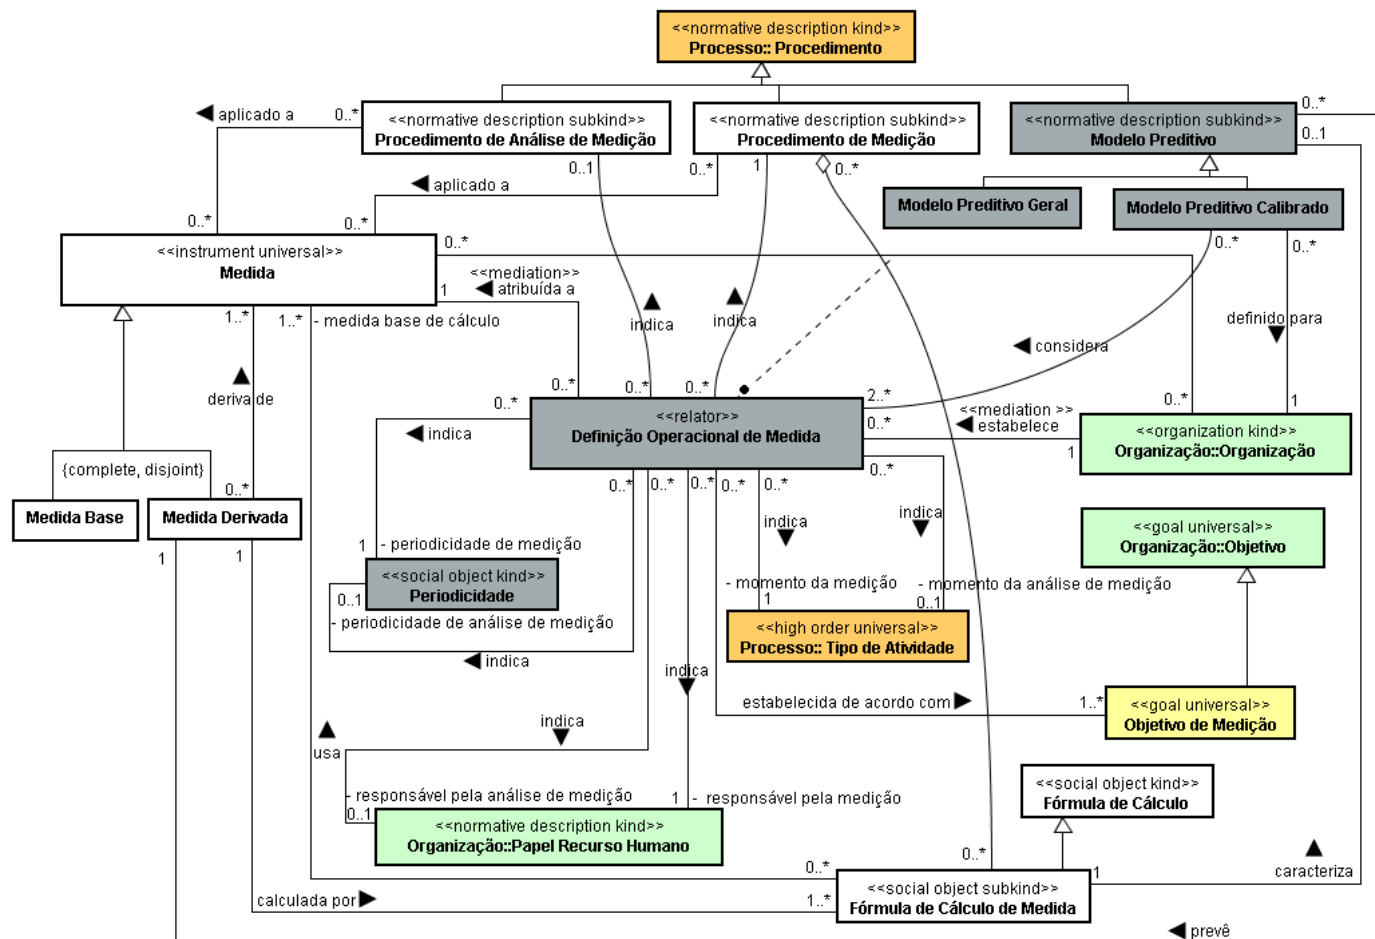 <<normative description kind>>
Processo:: Procedimento
◀ aplicado a
0..*
<<normative description subkind>>
Procedimento de Análise de Medição
<<normative description subkind>>
Procedimento de Medição
<<normative description subkind>>
Modelo Preditivo
0..*
0..1
0..1
0..*
1
0..*
◀ aplicado a
Modelo Preditivo Geral
Modelo Preditivo Calibrado
0..*
0..*
<<instrument universal>>
Medida
0..*
0..*
0..*
<<mediation>>
1
◀ atribuída a
1..*
1..*
- medida base de cálculo
▲
indica
▲
indica
definido para
▼
◀ considera
▲
deriva de
0..*
0..*
0..*
0..*
2..*
0..*
1
◀ indica
<<relator>>
Definição Operacional de Medida
0..*
<<mediation >>
◀ estabelece
1
<<organization kind>>
Organização::Organização
{complete, disjoint}
0..*
0..*
0..*
0..*
0..*
0..*
0..*
Medida Base
Medida Derivada
indica
▼
indica
▼
<<goal universal>>
Organização::Objetivo
1
1
1
- periodicidade de medição
<<social object kind>>
Periodicidade
0..1
- periodicidade de análise de medição
- momento da medição
1
- momento da análise de medição
0..1
<<high order universal>>
Processo:: Tipo de Atividade
◀ indica
indica
▼
estabelecida de acordo com ▶
1..*
<<goal universal>>
Objetivo de Medição
indica
▼
▲
usa
- responsável pela análise de medição
0..1
1
- responsável pela medição
<<normative description kind>>
Organização::Papel Recurso Humano
<<social object kind>>
Fórmula de Cálculo
0..*
0..*
1
▲
caracteriza
calculada por ▶
1..*
<<social object subkind>>
Fórmula de Cálculo de Medida
◀ prevê